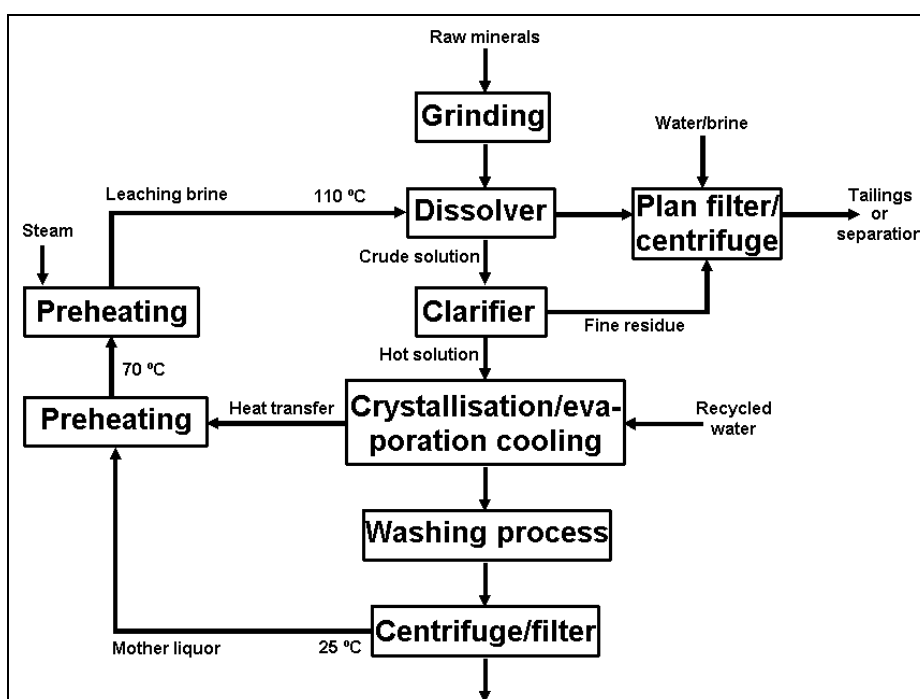 Raw minerals
Grinding
Water/brine
Leaching brine
110 ºC
Dissolver
Plan filter/
centrifuge
Tailings
or
separation
Steam
Crude solution
Preheating
Clarifier
Fine residue
70 ºC
Hot solution
Preheating
Heat transfer
Crystallisation/eva-
poration cooling
Recycled
water
Washing process
Centrifuge/filter
Mother liquor
25 ºC